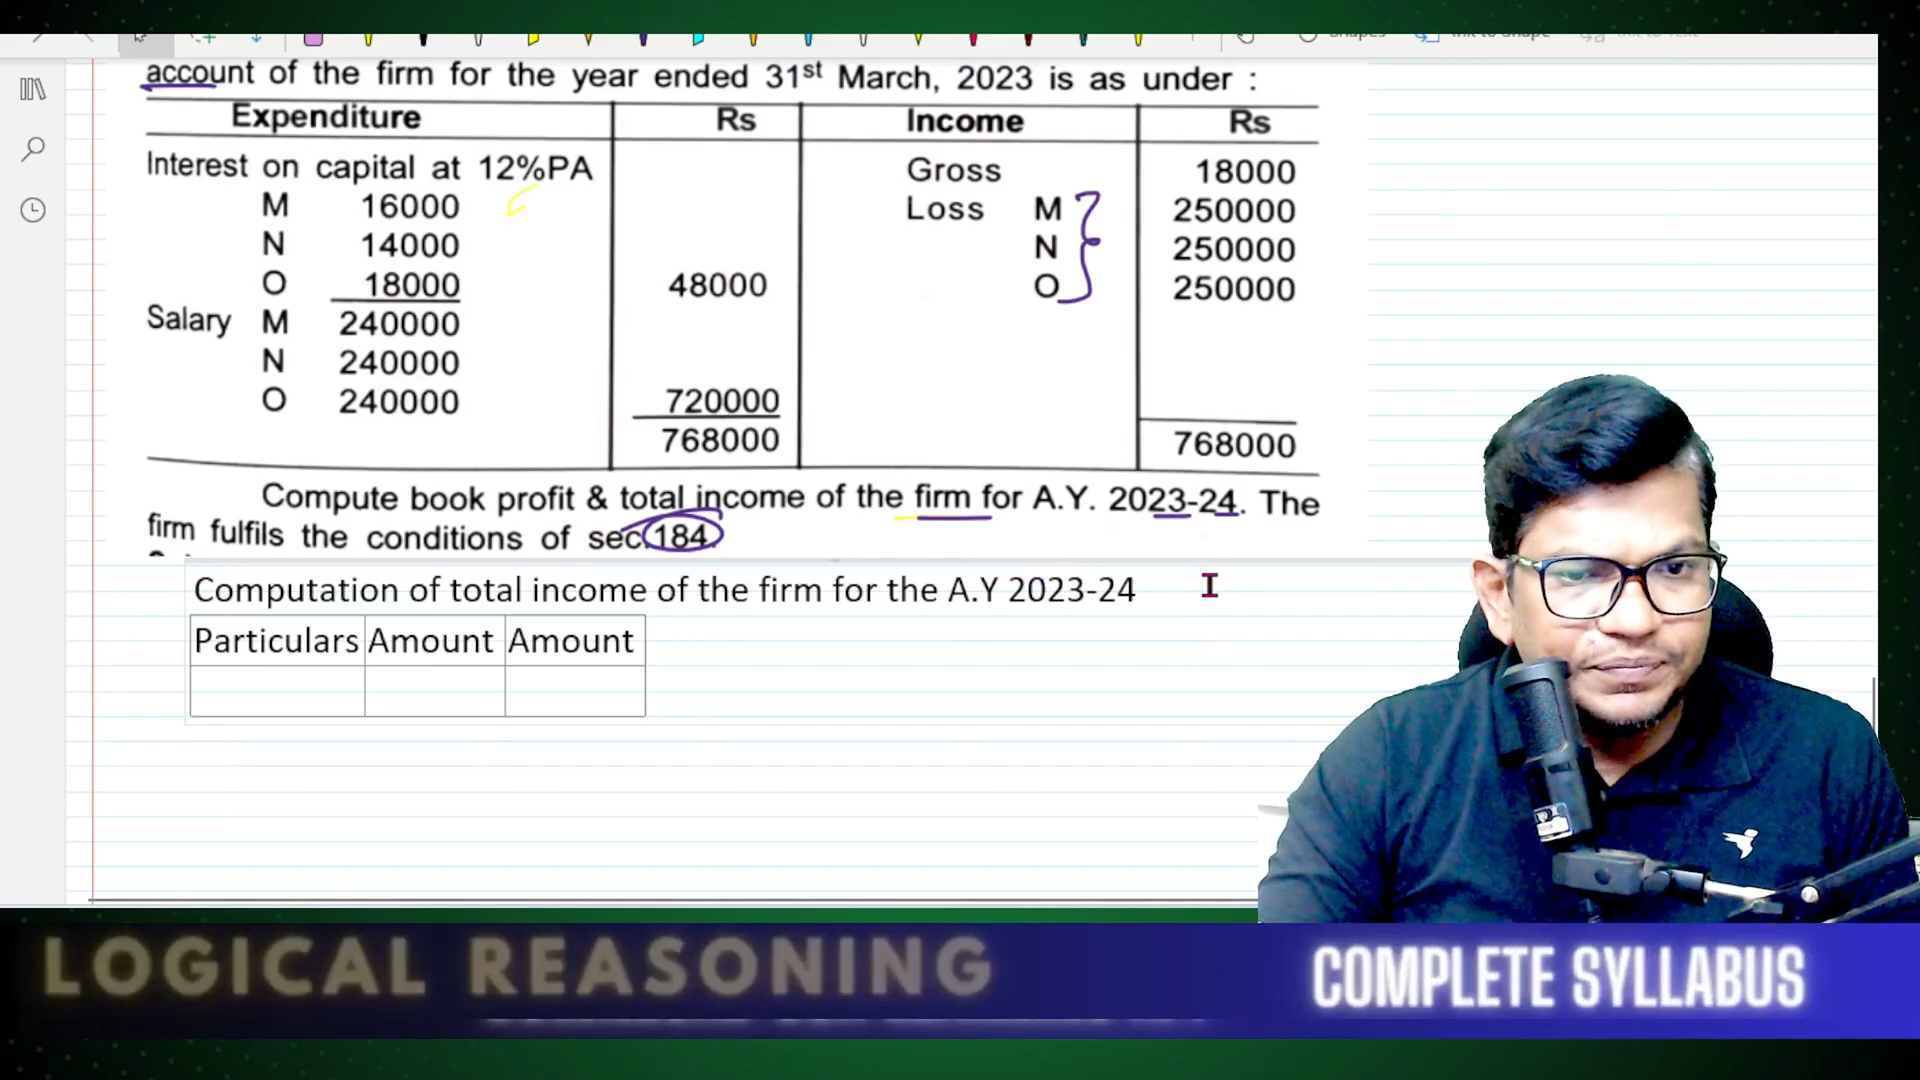 account of the firm for the year ended 31st March, 2023 is as under :
Expenditure Rs Income Rs
Interest on capital at 12%PA Gross 18000
M 16000 Loss M 250000
N 14000 N 250000
O 18000 48000 O 250000
Salary M 240000
N 240000
O 240000 720000
768000 768000
Compute book profit & total income of the firm for A.Y. 2023-24. The
firm fulfils the conditions of sec.184.
Computation of total income of the firm for the A.Y 2023-24
Particulars Amount Amount
LOGICAL REASONING
COMPLETE SYLLABUS